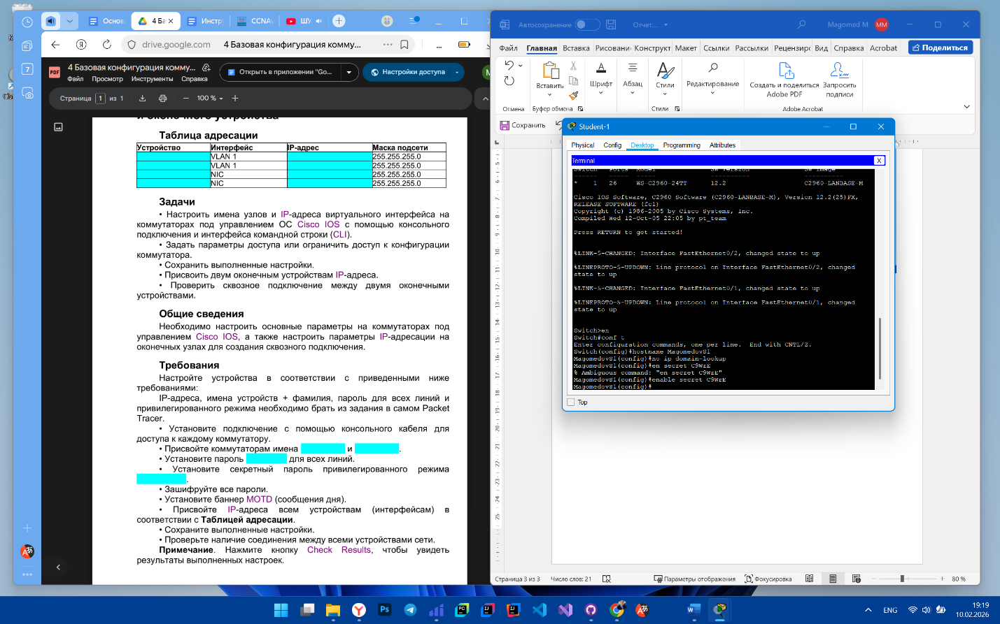 Основ
4 Ба
Инстр
CCNA
ШУ
drive.google.com
4 Базовая конфигурация комму...
4 Базовая конфигурация комму...
Файл Просмотр Инструменты Справка
Открыть в приложении "Go...
Настройки доступа
Страница 1 из 1
100 %
Таблица адресации
Устройство Интерфейс IP-адрес Маска подсети
VLAN 1 255.255.255.0
VLAN 1 255.255.255.0
NIC 255.255.255.0
NIC 255.255.255.0
Задачи
• Настроить имена узлов и IP-адреса виртуального интерфейса на
коммутаторах под управлением ОС Cisco IOS с помощью консольного
подключения и интерфейса командной строки (CLI).
• Задать параметры доступа или ограничить доступ к конфигурации
коммутатора.
• Сохранить выполненные настройки.
• Присвоить двум оконечным устройствам IP-адреса.
• Проверить сквозное подключение между двумя оконечными
устройствами.
Общие сведения
Необходимо настроить основные параметры на коммутаторах под
управлением Cisco IOS, а также настроить параметры IP-адресации на
оконечных узлах для создания сквозного подключения.
Требования
Настройте устройства в соответствии с приведенными ниже
требованиями:
IP-адреса, имена устройств + фамилия, пароль для всех линий и
привилегированного режима необходимо брать из задания в самом Packet
Tracer.
• Установите подключение с помощью консольного кабеля для
доступа к каждому коммутатору.
• Присвойте коммутаторам имена и .
• Установите пароль для всех линий.
• Установите секретный пароль привилегированного режима
.
• Зашифруйте все пароли.
• Установите баннер MOTD (сообщения дня).
• Присвойте IP-адреса всем устройствам (интерфейсам) в
соответствии с Таблицей адресации.
• Сохраните выполненные настройки.
• Проверьте наличие соединения между всеми устройствами сети.
Примечание. Нажмите кнопку Check Results, чтобы увидеть
результаты выполненных настроек.
Автосохранение
Отчет....
Magomed M
MM
Файл Главная Вставка Рисовани Конструкт Макет Ссылки Рассылки Рецензирс Вид Справка Acrobat
Поделиться
Вставить
Шрифт
Абзац
Стили
Редактирование
Создать и поделиться
Adobe PDF
Запросить
подписи
Отмена
Буфер обмена
Стили
Adobe Acrobat
Сохранить
Student-1
Physical Config Desktop Programming Attributes
Terminal
X
Switch Ports Model SW Version SW Image
* 1 26 WS-C2960-24TT 12.2 C2960-LANBASE-M
Cisco IOS Software, C2960 Software (C2960-LANBASE-M), Version 12.2(25)FX,
RELEASE SOFTWARE (fc1)
Copyright (c) 1986-2005 by Cisco Systems, Inc.
Compiled Wed 12-Oct-05 22:05 by pt_team
Press RETURN to get started!
%LINK-5-CHANGED: Interface FastEthernet0/2, changed state to up
%LINEPROTO-5-UPDOWN: Line protocol on Interface FastEthernet0/2, changed
state to up
%LINK-5-CHANGED: Interface FastEthernet0/1, changed state to up
%LINEPROTO-5-UPDOWN: Line protocol on Interface FastEthernet0/1, changed
state to up
Switch>en
Switch#conf t
Enter configuration commands, one per line. End with CNTL/Z.
Switch(config)#hostname MagomedovS1
MagomedovS1(config)#no ip domain-lookup
MagomedovS1(config)#en secret C9WrE
% Ambiguous command: "en secret C9WrE"
MagomedovS1(config)#enable secret C9WrE
MagomedovS1(config)#
Top
Страница 3 из 3
Число слов: 21
Параметры отображения
Фокусировка
80 %
ENG
19:19
10.02.2026